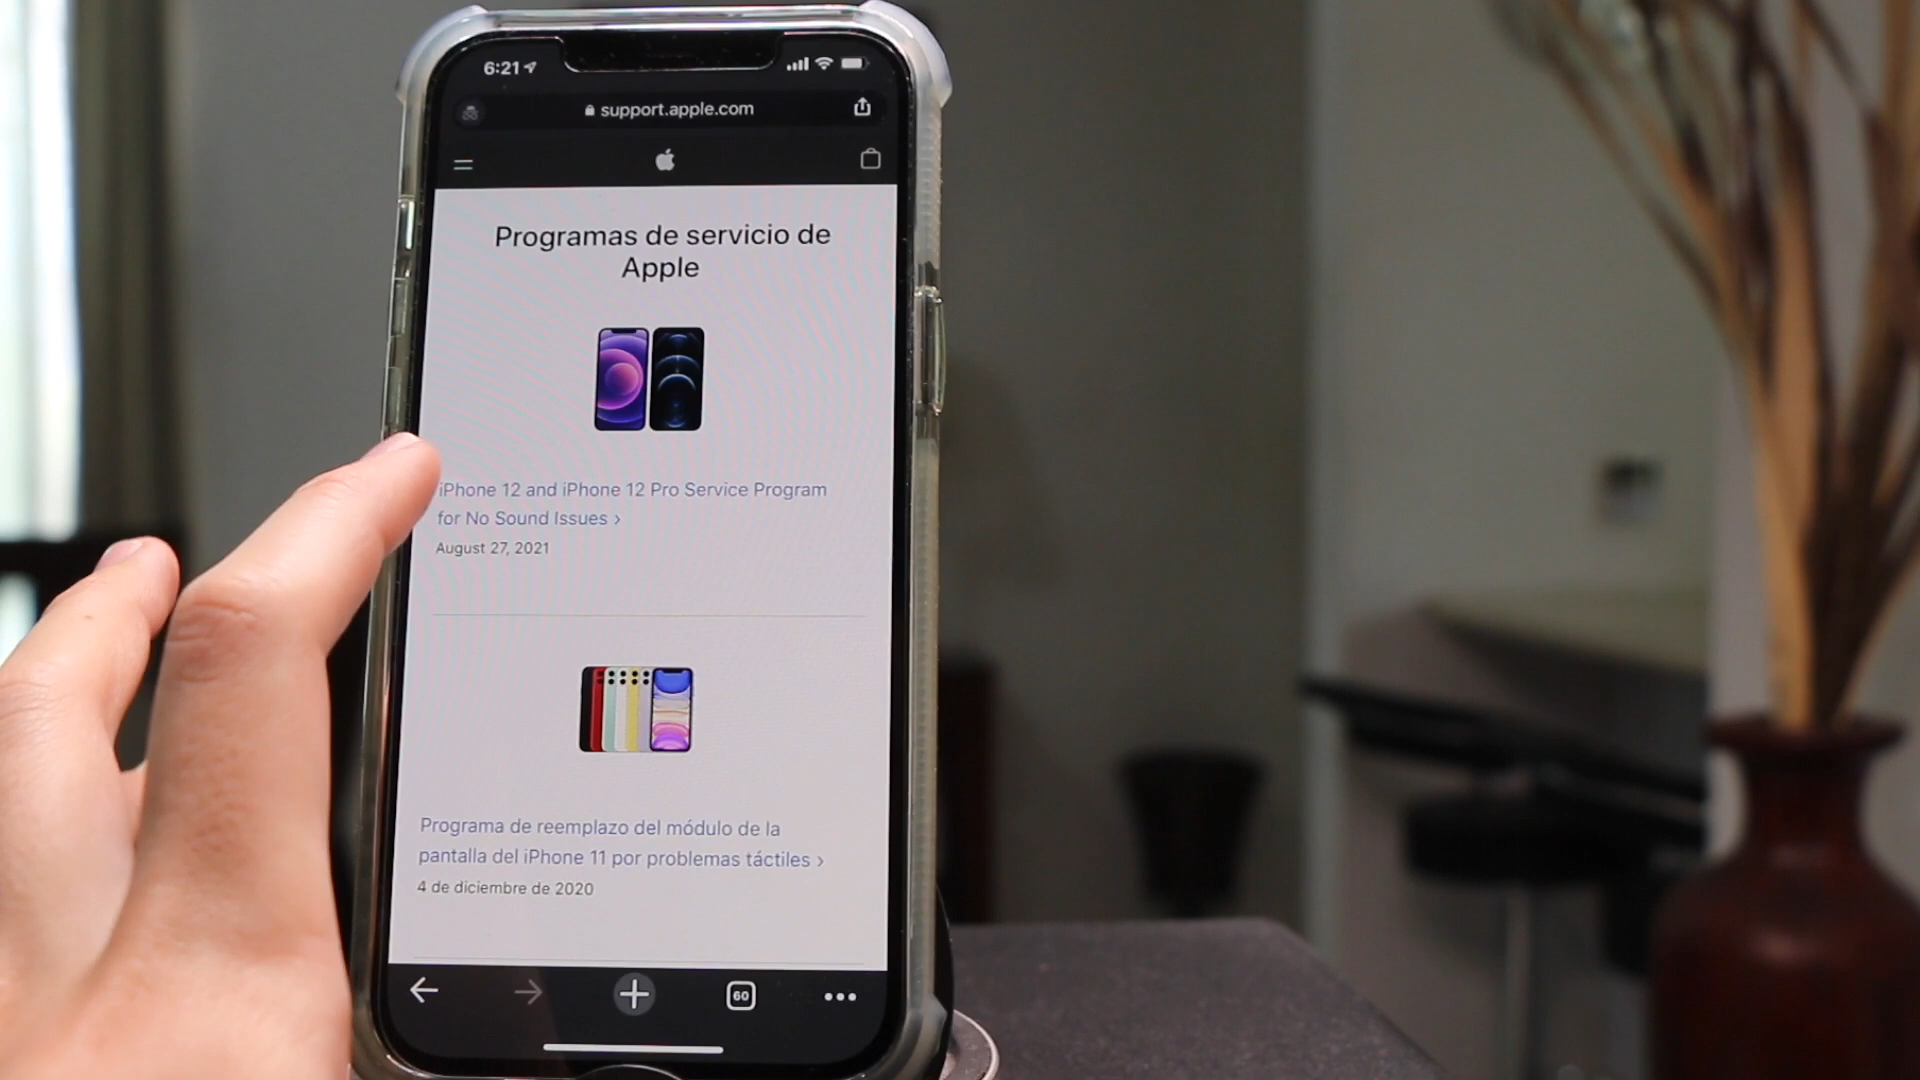 6:21
support.apple.com
Programas de servicio de
Apple
iPhone 12 and iPhone 12 Pro Service Program
for No Sound Issues ›
August 27, 2021
Programa de reemplazo del módulo de la
pantalla del iPhone 11 por problemas táctiles ›
4 de diciembre de 2020
60